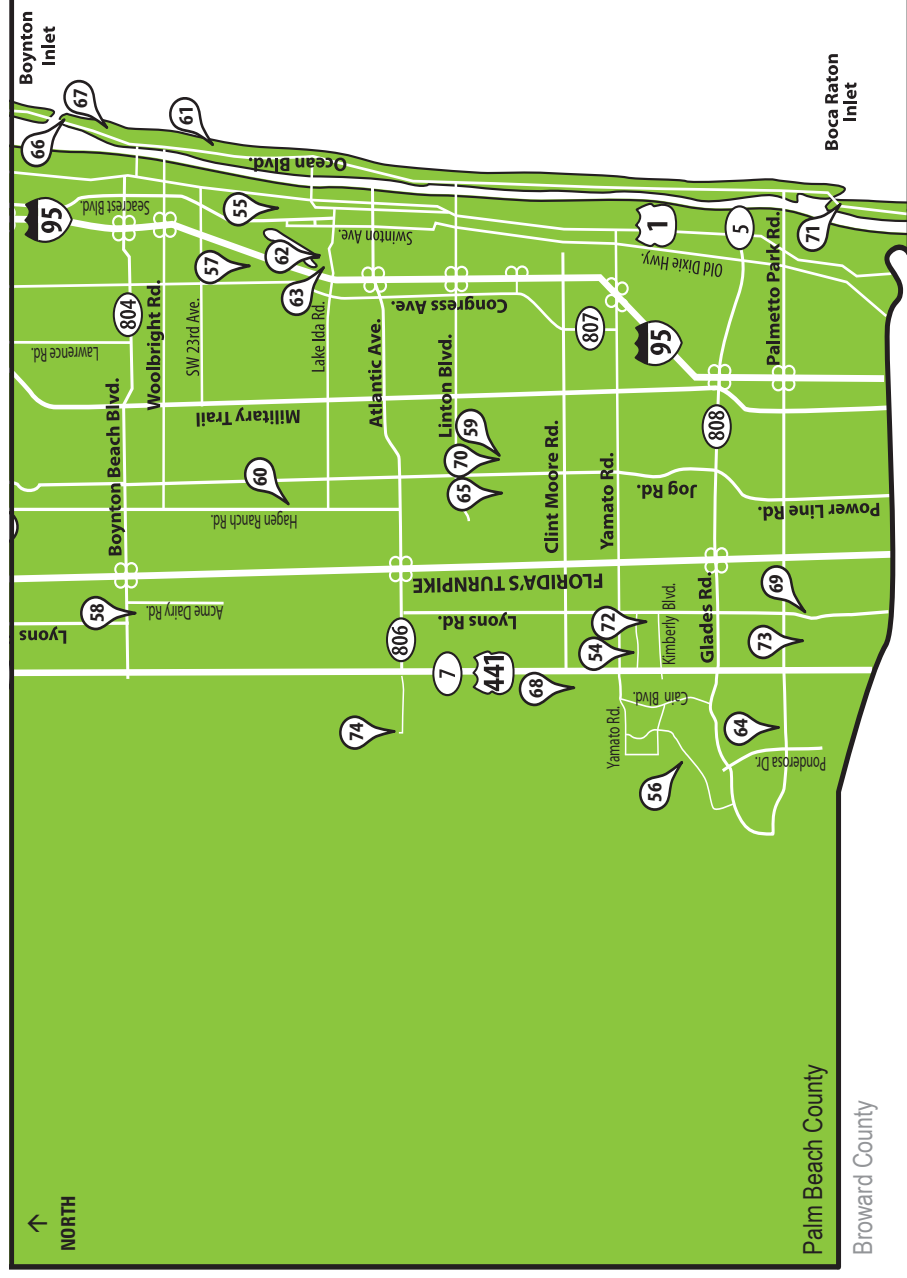 Boynton
Inlet
67
66
61
Ocean Blvd.
95
Seacrest Blvd.
55
Swinton Ave.
62
57
63
Lake Ida Rd.
SW 23rd Ave.
804
Woolbright Rd.
Lawrence Rd.
Boynton Beach Blvd.
Military Trail
Atlantic Ave.
Congress Ave.
Linton Blvd.
1
Old Dixie Hwy.
5
Palmetto Park Rd.
71
Boca Raton
Inlet
807
95
808
59
70
65
60
Hagen Ranch Rd.
Clint Moore Rd.
Yamato Rd.
Jog Rd.
Power Line Rd.
FLORIDA'S TURNPIKE
58
Acme Dairy Rd.
Lyons
806
Lyons Rd.
7
441
68
54
72
Kimberly Blvd.
Glades Rd.
69
73
74
Yamato Rd.
Cain Blvd.
64
56
Ponderosa Dr.
NORTH
Palm Beach County
Broward County